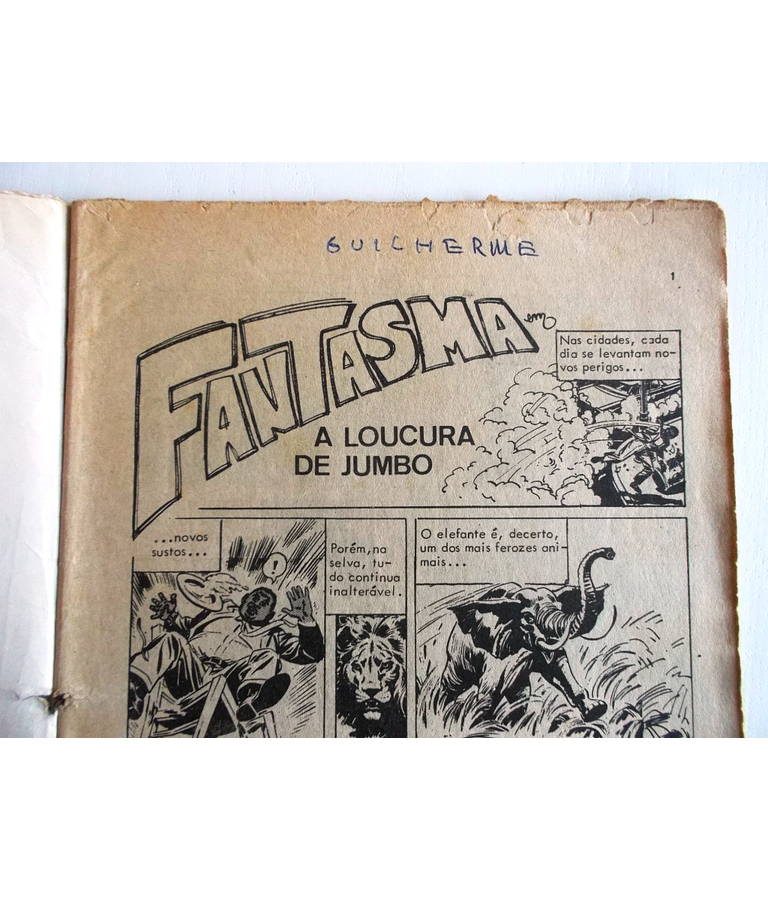 GUILHERME
1
FANTASMA em
A LOUCURA
DE JUMBO
Nas cidades, cada
dia se levantam no-
vos perigos...
...novos
sustos...
!
Porém, na
selva, tu-
do continua
inalterável.
O elefante é, decerto,
um dos mais ferozes ani-
mais...